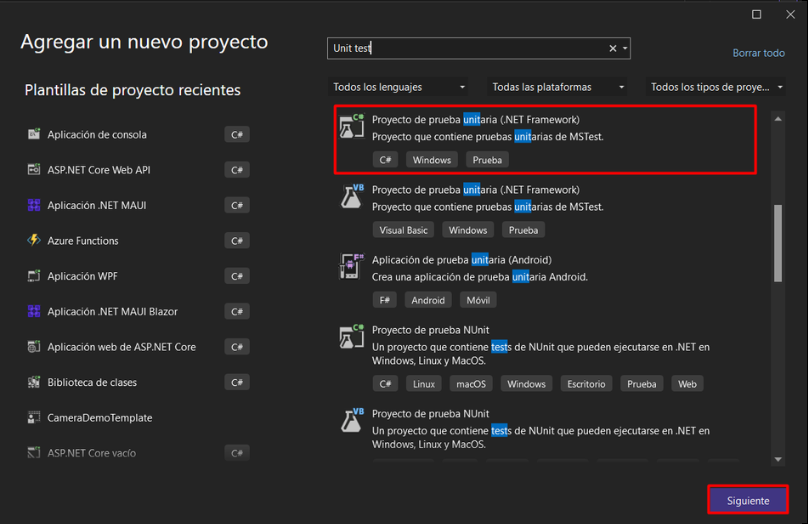 Agregar un nuevo proyecto
Unit test
Borrar todo
Plantillas de proyecto recientes
Todos los lenguajes
Todas las plataformas
Todos los tipos de proye...
Aplicación de consola
C#
ASP.NET Core Web API
C#
Aplicación .NET MAUI
C#
Azure Functions
C#
Aplicación WPF
C#
Aplicación .NET MAUI Blazor
C#
Aplicación web de ASP.NET Core
C#
Biblioteca de clases
C#
CameraDemoTemplate
ASP.NET Core vacío
C#
C#
Proyecto de prueba unitaria (.NET Framework)
Proyecto que contiene pruebas unitarias de MSTest.
C# Windows Prueba
VB
Proyecto de prueba unitaria (.NET Framework)
Proyecto que contiene pruebas unitarias de MSTest.
Visual Basic Windows Prueba
F#
Aplicación de prueba unitaria (Android)
Crea una aplicación de prueba unitaria Android.
F# Android Móvil
C#
Proyecto de prueba NUnit
Un proyecto que contiene tests de NUnit que pueden ejecutarse en .NET en
Windows, Linux y MacOS.
C# Linux macOS Windows Escritorio Prueba Web
VB
Proyecto de prueba NUnit
Un proyecto que contiene tests de NUnit que pueden ejecutarse en .NET en
Windows, Linux y MacOS.
Siguiente